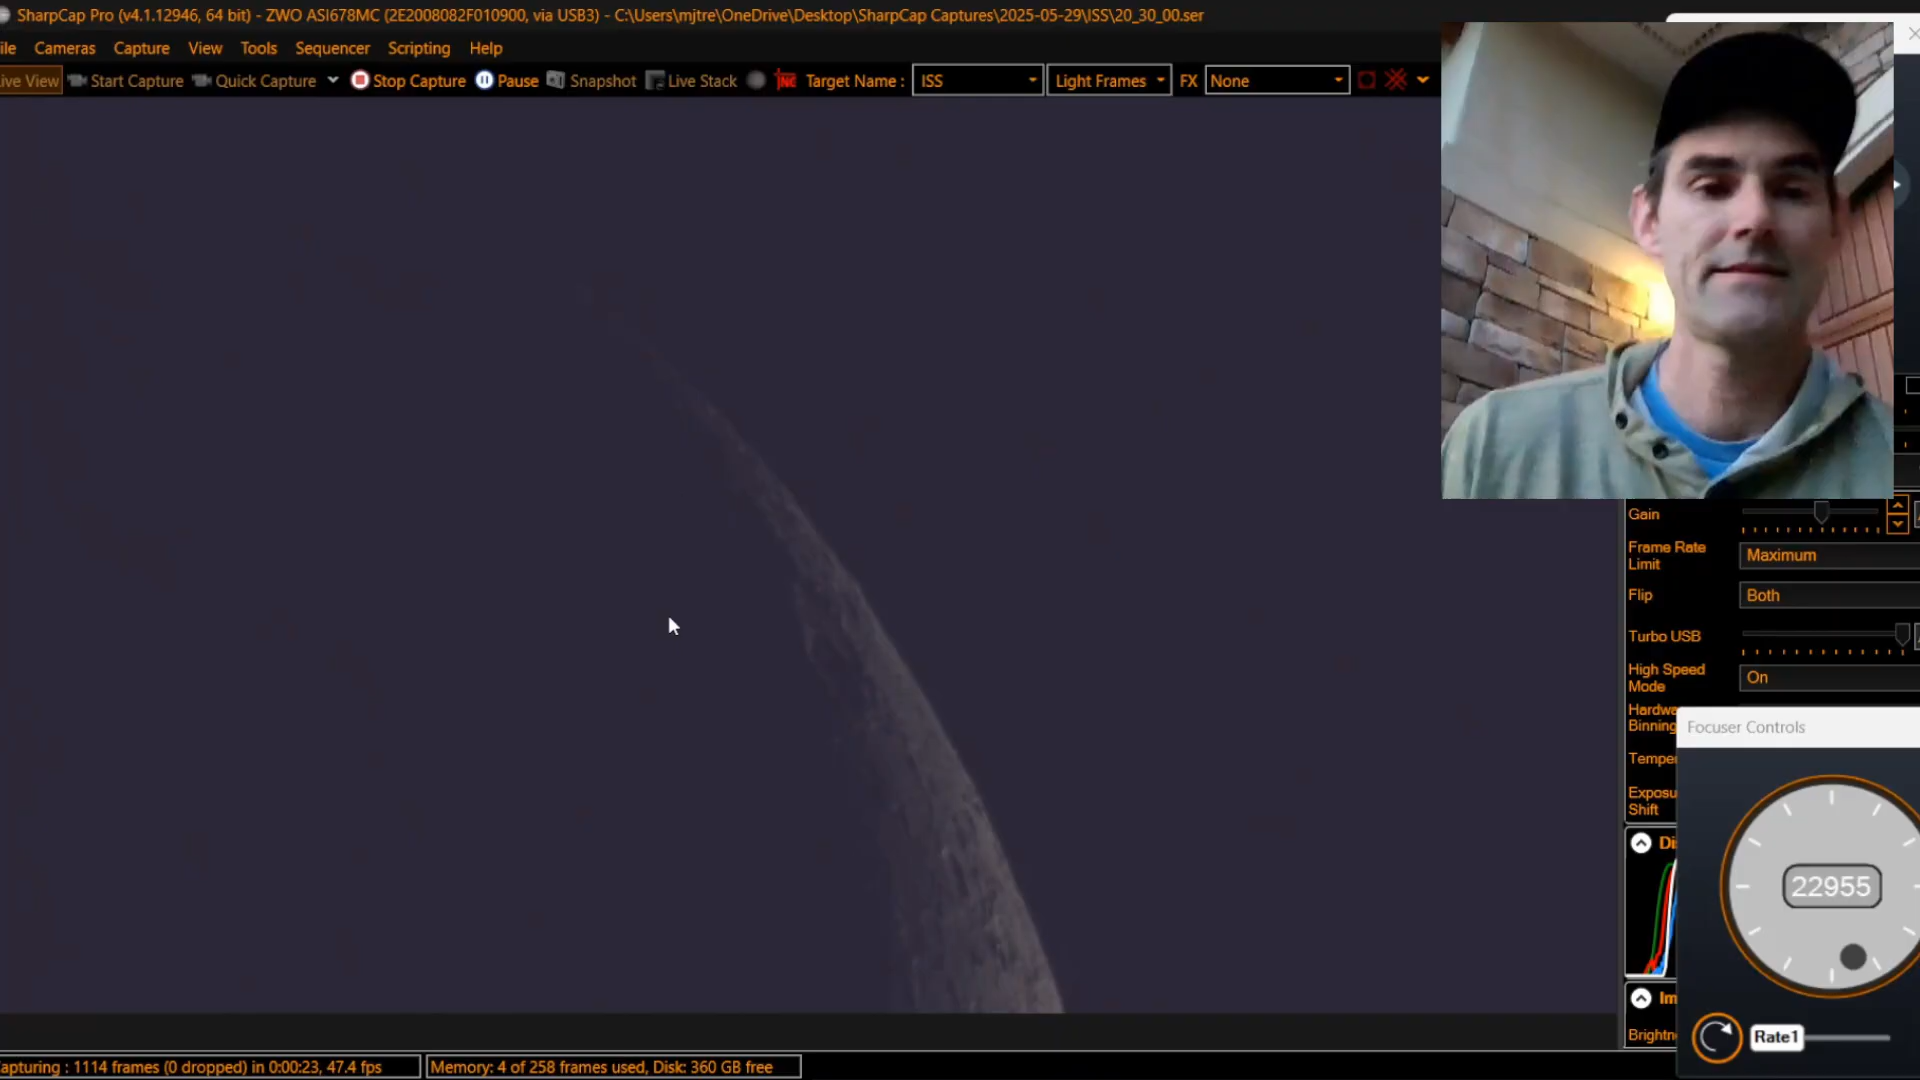 SharpCap Pro (v4.1.12946, 64 bit) - ZWO ASI678MC (2E2008082F010900, via USB3) - C:\Users\mjtre\OneDrive\Desktop\SharpCap Captures\2025-05-29\ISS\20_30_00.ser
ile Cameras Capture View Tools Sequencer Scripting Help
ive View Start Capture Quick Capture Stop Capture Pause Snapshot Live Stack Target Name : ISS Light Frames FX None
Gain
Frame Rate Limit Maximum
Flip Both
Turbo USB
High Speed Mode On
Hardwa
Binning
Focuser Controls
Temper
Exposu
Shift
Di
22955
Im
Brightne
Rate1
apturing : 1114 frames (0 dropped) in 0:00:23, 47.4 fps Memory: 4 of 258 frames used, Disk: 360 GB free